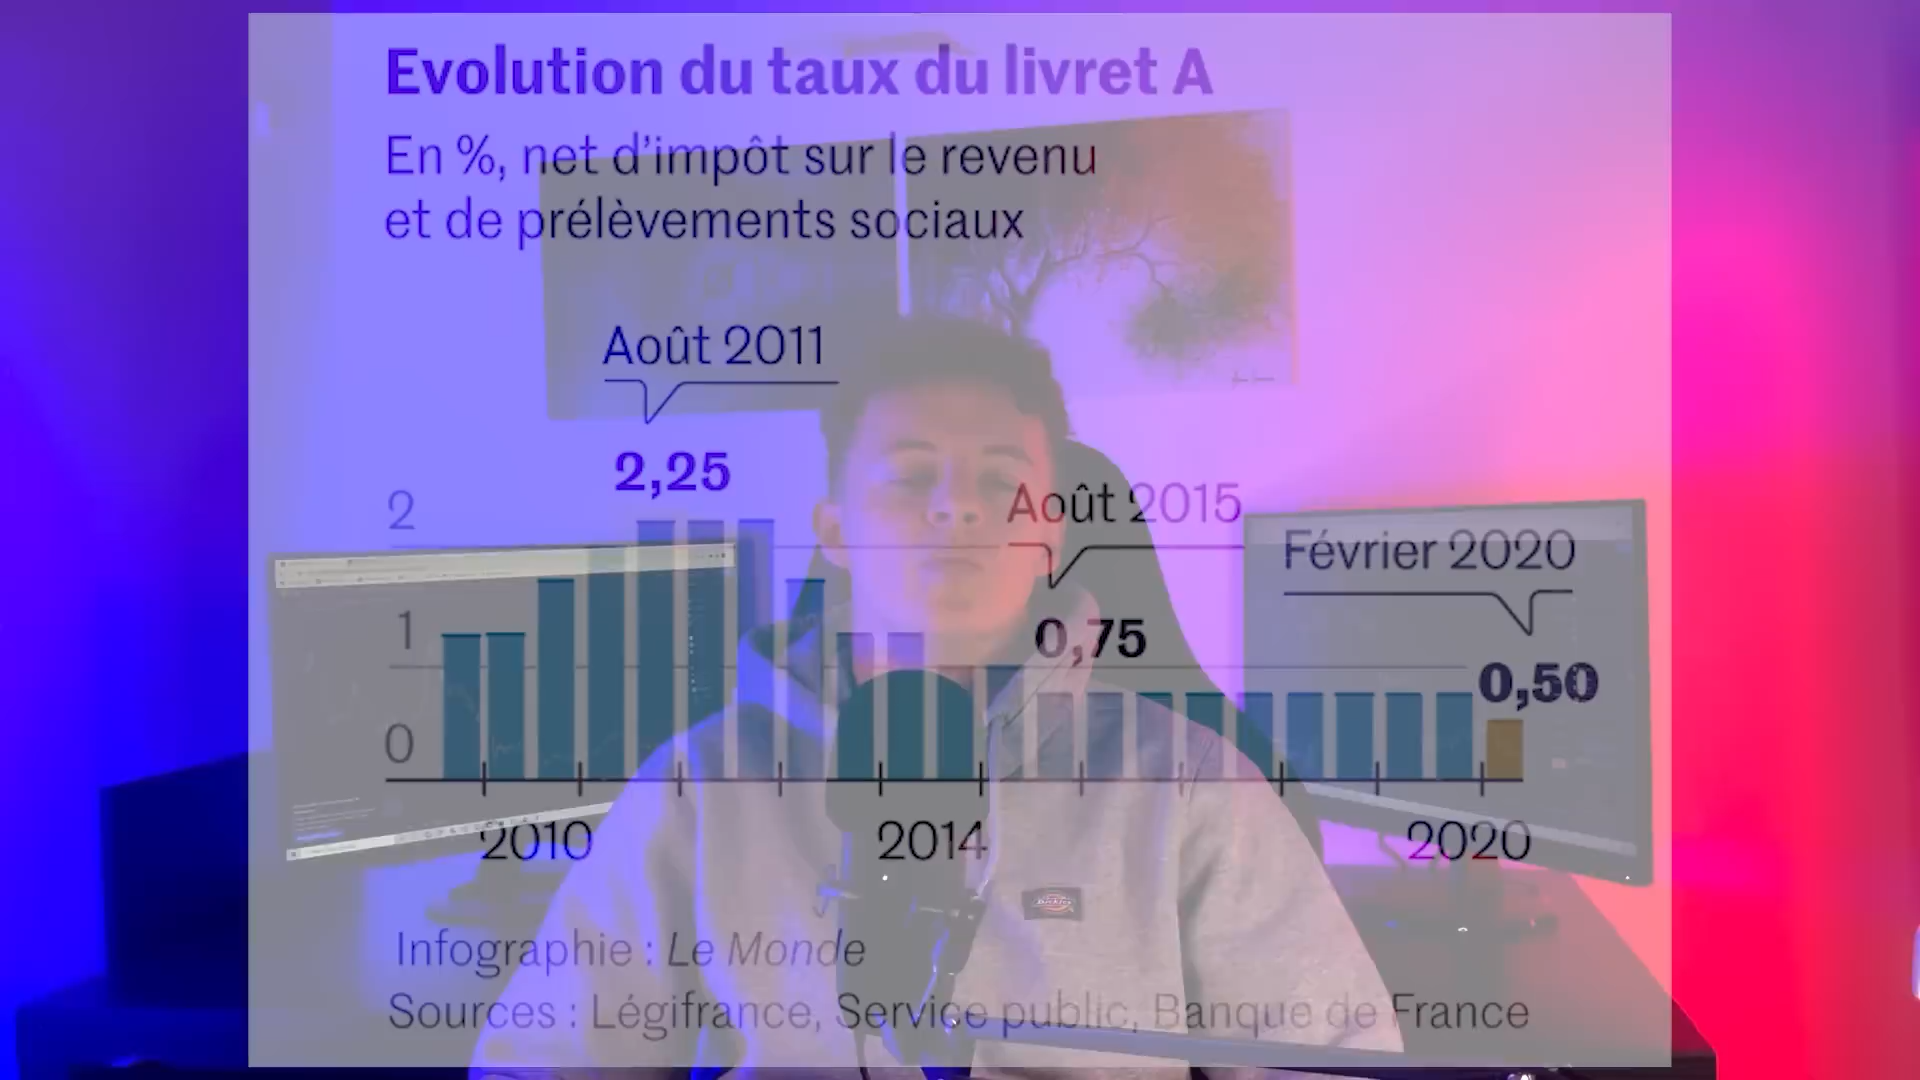 Evolution du taux du livret A
En %, net d'impôt sur le revenu
et de prélèvements sociaux
Août 2011
2,25
2
Août 2015
Février 2020
1
0,75
0,50
0
2010
2014
2020
Dickies
Infographie : Le Monde
Sources : Légifrance, Service public, Banque de France